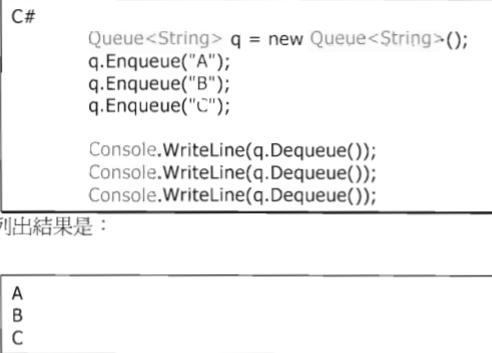 C#
Queue<String> q = new Queue<String>();
q.Enqueue("A");
q.Enqueue("B");
q.Enqueue("C");
Console.WriteLine(q.Dequeue());
Console.WriteLine(q.Dequeue());
Console.WriteLine(q.Dequeue());
列出結果是：
A
B
C